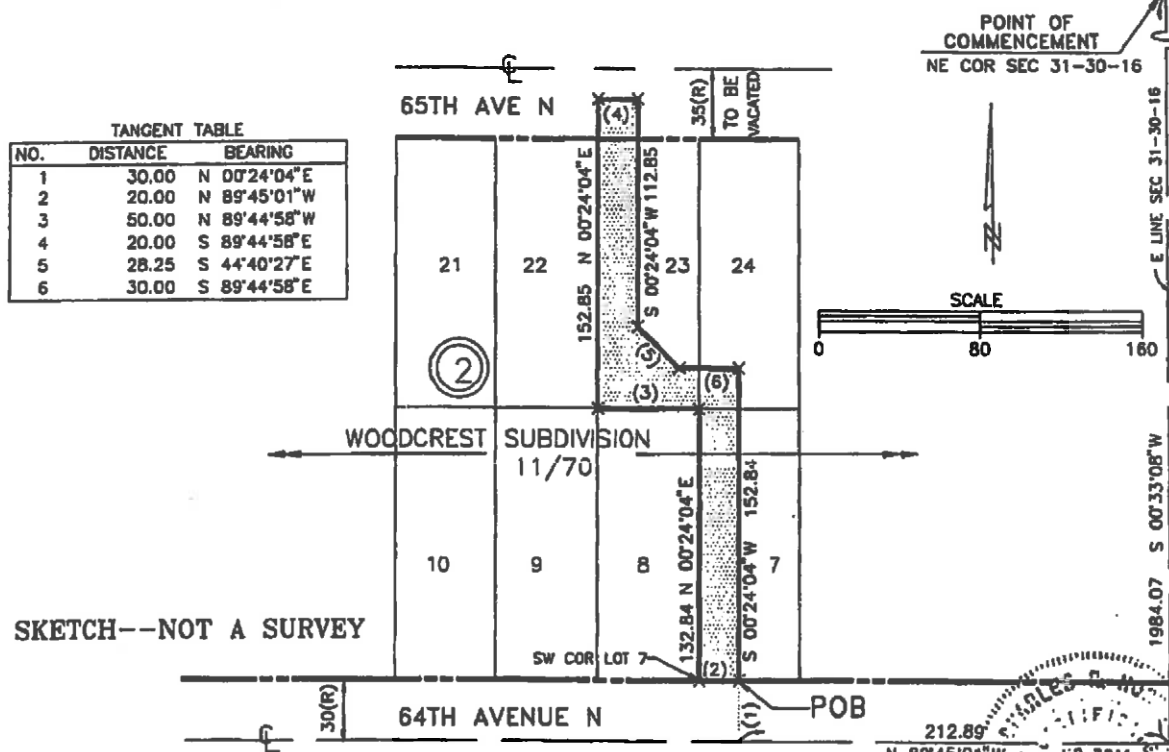 POINT OF
COMMENCEMENT
NE COR SEC 31-30-16
℄
65TH AVE N
(4)
35(R)
TO BE
VACATED
TANGENT TABLE
NO. DISTANCE BEARING
1 30.00 N 00°24'04"E
2 20.00 N 89°45'01"W
3 50.00 N 89°44'58"W
4 20.00 S 89°44'58"E
5 28.25 S 44°40'27"E
6 30.00 S 89°44'58"E
152.85 N 00°24'04"E
S 00°24'04"W 112.85
E LINE SEC 31-30-16
21
22
23
24
N
SCALE
0 80 160
(5)
2
(6)
(3)
WOODCREST SUBDIVISION
11/70
132.84 N 00°24'04"E
S 00°24'04"W 152.84
1984.07 S 00°33'08"W
10
9
8
7
SKETCH--NOT A SURVEY
SW COR LOT 7
(2)
POB
30(R)
64TH AVENUE N
(1)
212.89
℄